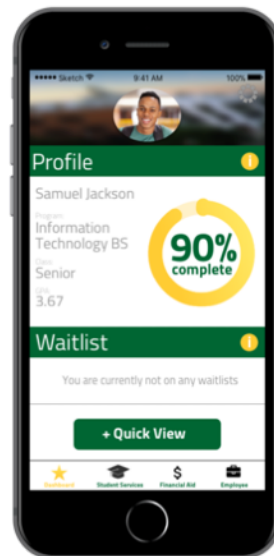 Sketch 9:41 AM 100%
Profile
Samuel Jackson
Program
Information
Technology BS
Class
Senior
GPA
3.67
90%
complete
Waitlist
You are currently not on any waitlists
+ Quick View
Dashboard Student Services Financial Aid Employee